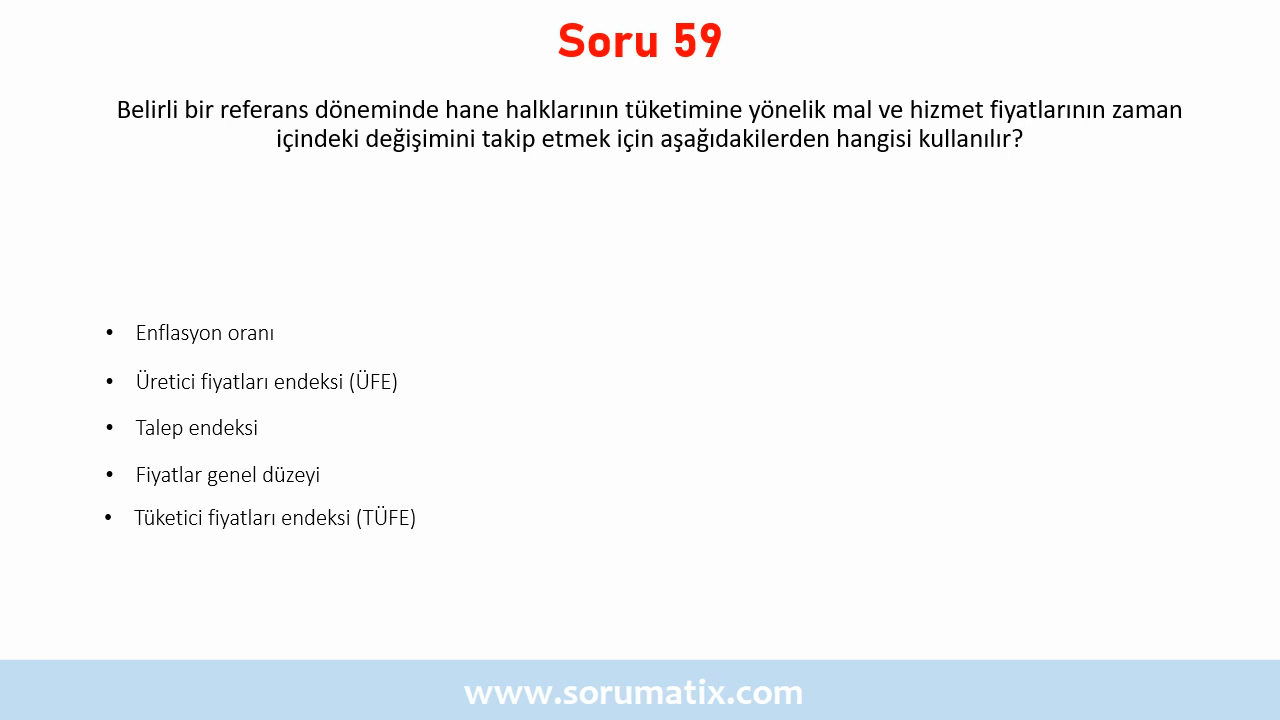 Soru 59
Belirli bir referans döneminde hane halklarının tüketimine yönelik mal ve hizmet fiyatlarının zaman
içindeki değişimini takip etmek için aşağıdakilerden hangisi kullanılır?
• Enflasyon oranı
• Üretici fiyatları endeksi (ÜFE)
• Talep endeksi
• Fiyatlar genel düzeyi
• Tüketici fiyatları endeksi (TÜFE)
www.sorumatix.com